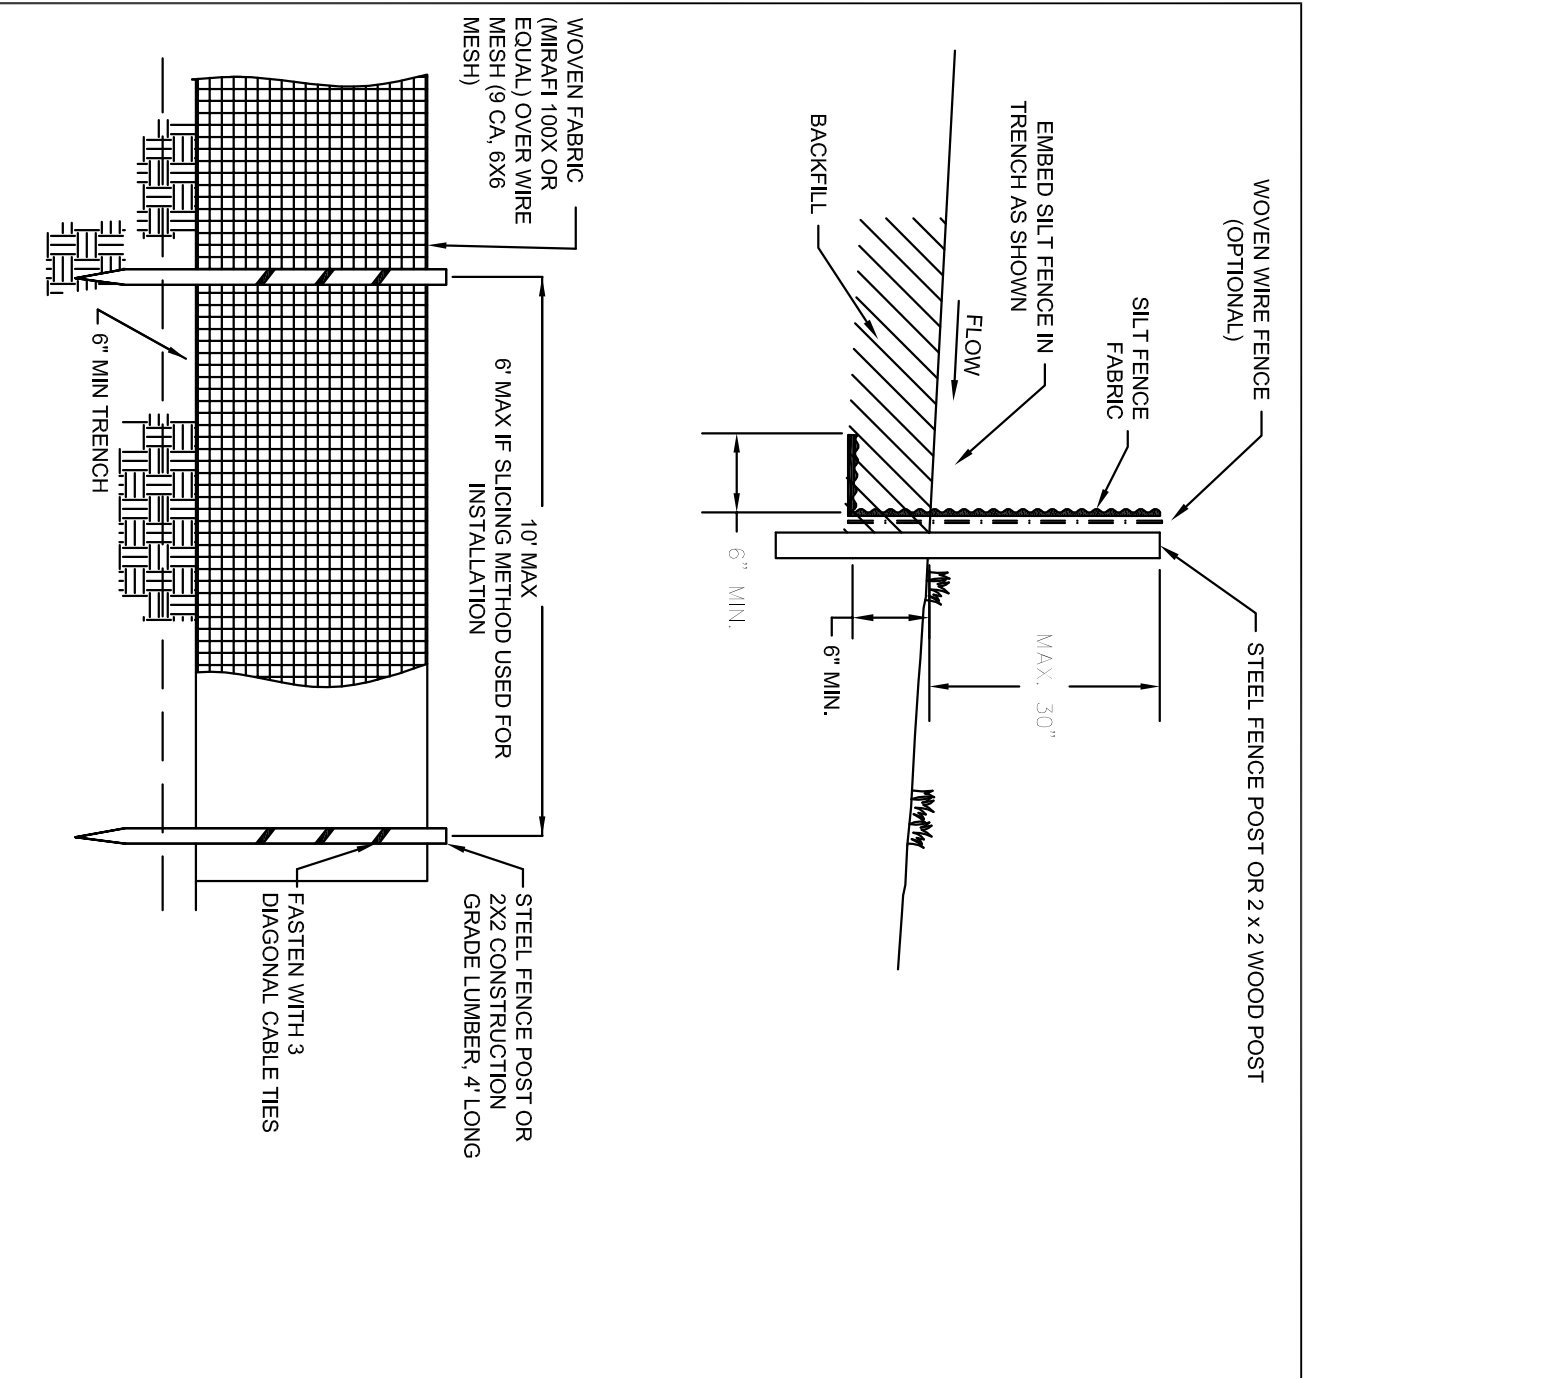 WOVEN WIRE FENCE
(OPTIONAL)
SILT FENCE
FABRIC
STEEL FENCE POST OR 2 x 2 WOOD POST
EMBED SILT FENCE IN
TRENCH AS SHOWN
FLOW
BACKFILL
MAX. 30"
6" MIN.
6" MIN.
WOVEN FABRIC
(MIRAFI 100X OR
EQUAL) OVER WIRE
MESH (9 CA, 6X6
MESH)
10' MAX
6' MAX IF SLICING METHOD USED FOR
INSTALLATION
STEEL FENCE POST OR
2X2 CONSTRUCTION
GRADE LUMBER, 4' LONG
FASTEN WITH 3
DIAGONAL CABLE TIES
6" MIN TRENCH